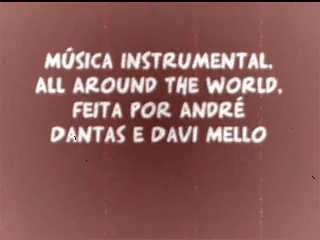 MÚSICA INSTRUMENTAL.
ALL AROUND THE WORLD.
FEITA POR ANDRÉ
DANTAS E DAVI MELLO